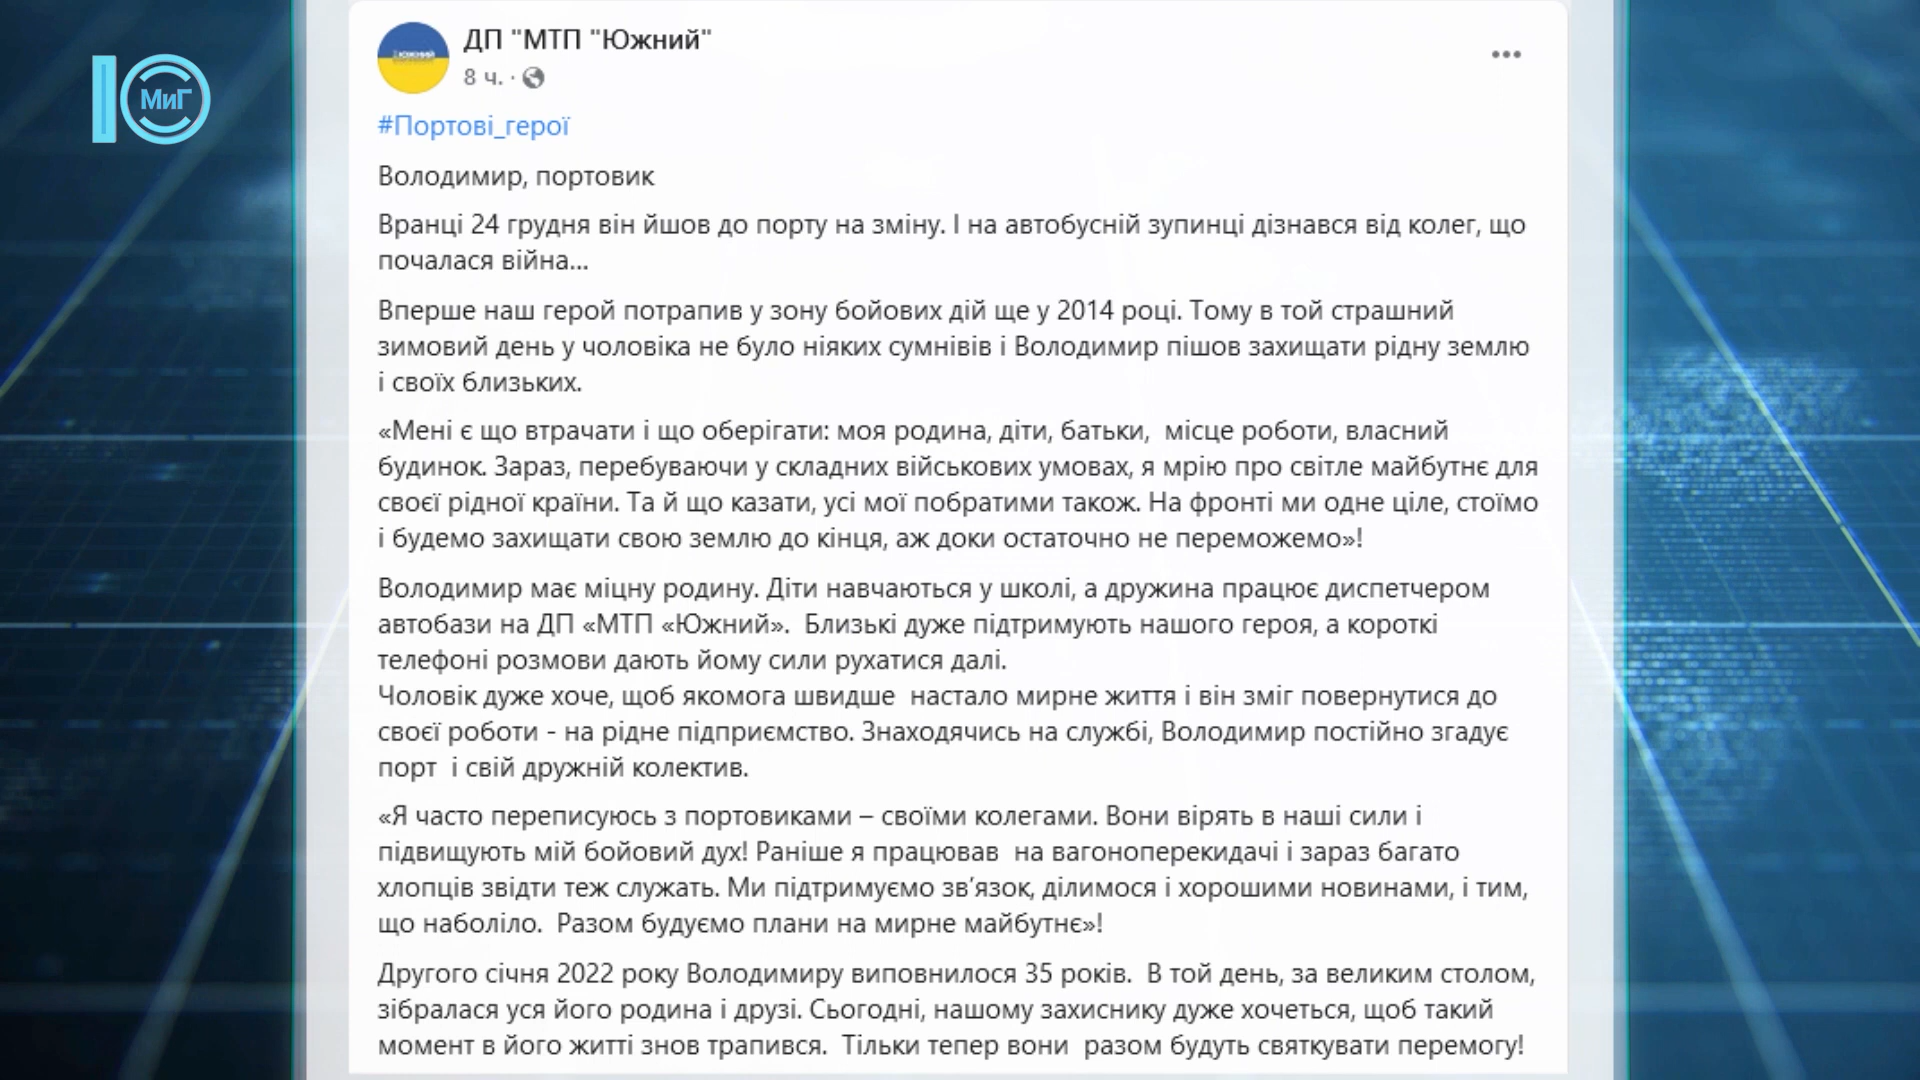 МиГ
ДП "МТП "Южний"
8 ч. ·
#Портові_герої
Володимир, портовик
Вранці 24 грудня він йшов до порту на зміну. І на автобусній зупинці дізнався від колег, що
почалася війна...
Вперше наш герой потрапив у зону бойових дій ще у 2014 році. Тому в той страшний
зимовий день у чоловіка не було ніяких сумнівів і Володимир пішов захищати рідну землю
і своїх близьких.
«Мені є що втрачати і що оберігати: моя родина, діти, батьки,  місце роботи, власний
будинок. Зараз, перебуваючи у складних військових умовах, я мрію про світле майбутнє для
своєї рідної країни. Та й що казати, усі мої побратими також. На фронті ми одне ціле, стоїмо
і будемо захищати свою землю до кінця, аж доки остаточно не переможемо»!
Володимир має міцну родину. Діти навчаються у школі, а дружина працює диспетчером
автобази на ДП «МТП «Южний».  Близькі дуже підтримують нашого героя, а короткі
телефоні розмови дають йому сили рухатися далі.
Чоловік дуже хоче, щоб якомога швидше  настало мирне життя і він зміг повернутися до
своєї роботи - на рідне підприємство. Знаходячись на службі, Володимир постійно згадує
порт  і свій дружній колектив.
«Я часто переписуюсь з портовиками – своїми колегами. Вони вірять в наші сили і
підвищують мій бойовий дух! Раніше я працював  на вагоноперекидачі і зараз багато
хлопців звідти теж служать. Ми підтримуємо зв’язок, ділимося і хорошими новинами, і тим,
що наболіло.  Разом будуємо плани на мирне майбутнє»!
Другого січня 2022 року Володимиру виповнилося 35 років.  В той день, за великим столом,
зібралася уся його родина і друзі. Сьогодні, нашому захиснику дуже хочеться, щоб такий
момент в його житті знов трапився.  Тільки тепер вони  разом будуть святкувати перемогу!